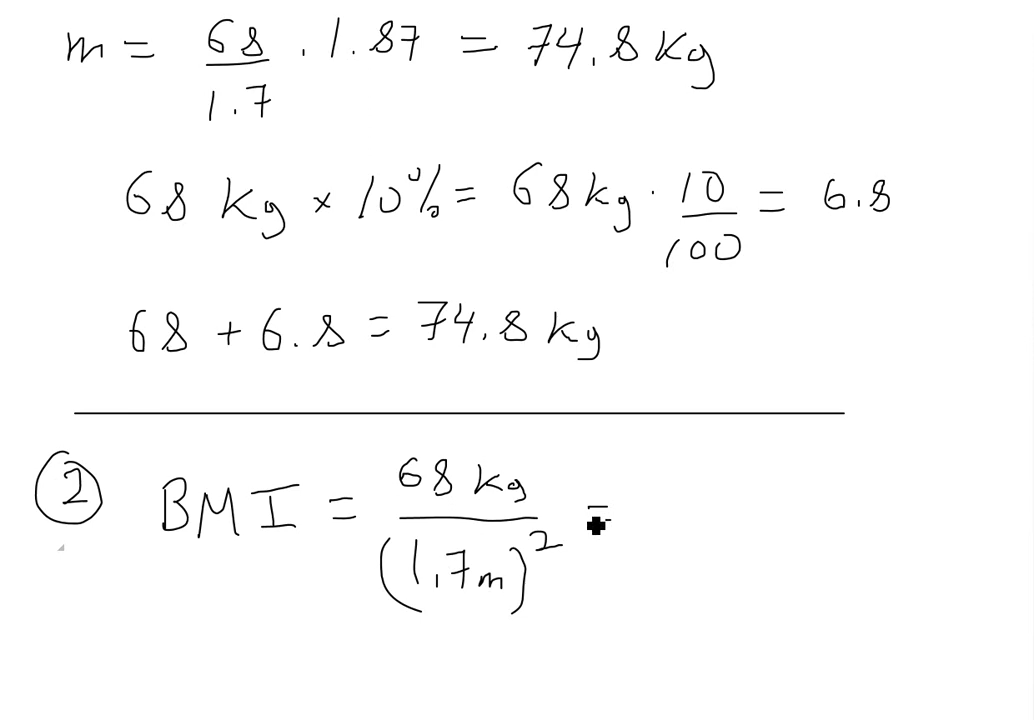 m = 68/1.7 . 1.87 = 74.8 Kg
68 Kg × 10% = 68 kg · 10/100 = 6.8
68 + 6.8 = 74.8 kg
② BMI = 68 kg/(1.7m)² =